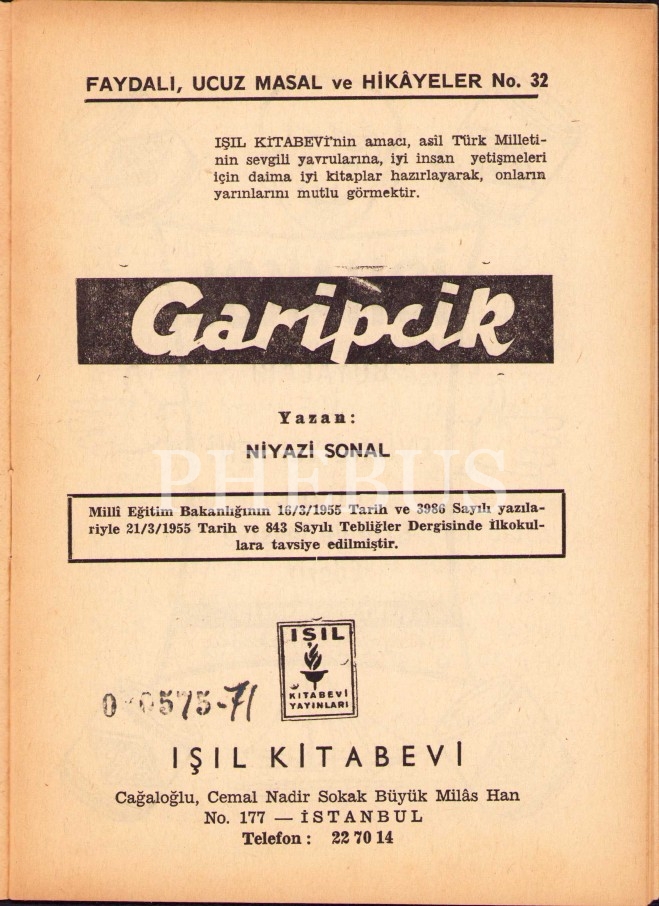 FAYDALI, UCUZ MASAL ve HİKÂYELER No. 32
IŞIL KİTABEVİ'nin amacı, asil Türk Milleti-
nin sevgili yavrularına, iyi insan yetişmeleri
için daima iyi kitaplar hazırlayarak, onların
yarınlarını mutlu görmektir.
Garipcik
Yazan:
NİYAZİ SONAL
PHEBUS
Millî Eğitim Bakanlığının 16/3/1955 Tarih ve 3986 Sayılı yazıla-
riyle 21/3/1955 Tarih ve 843 Sayılı Tebliğler Dergisinde İlkokul-
lara tavsiye edilmiştir.
IŞIL
KİTABEVİ
YAYINLARI
IŞIL KİTABEVİ
Cağaloğlu, Cemal Nadir Sokak Büyük Milâs Han
No. 177 — İSTANBUL
Telefon : 22 70 14